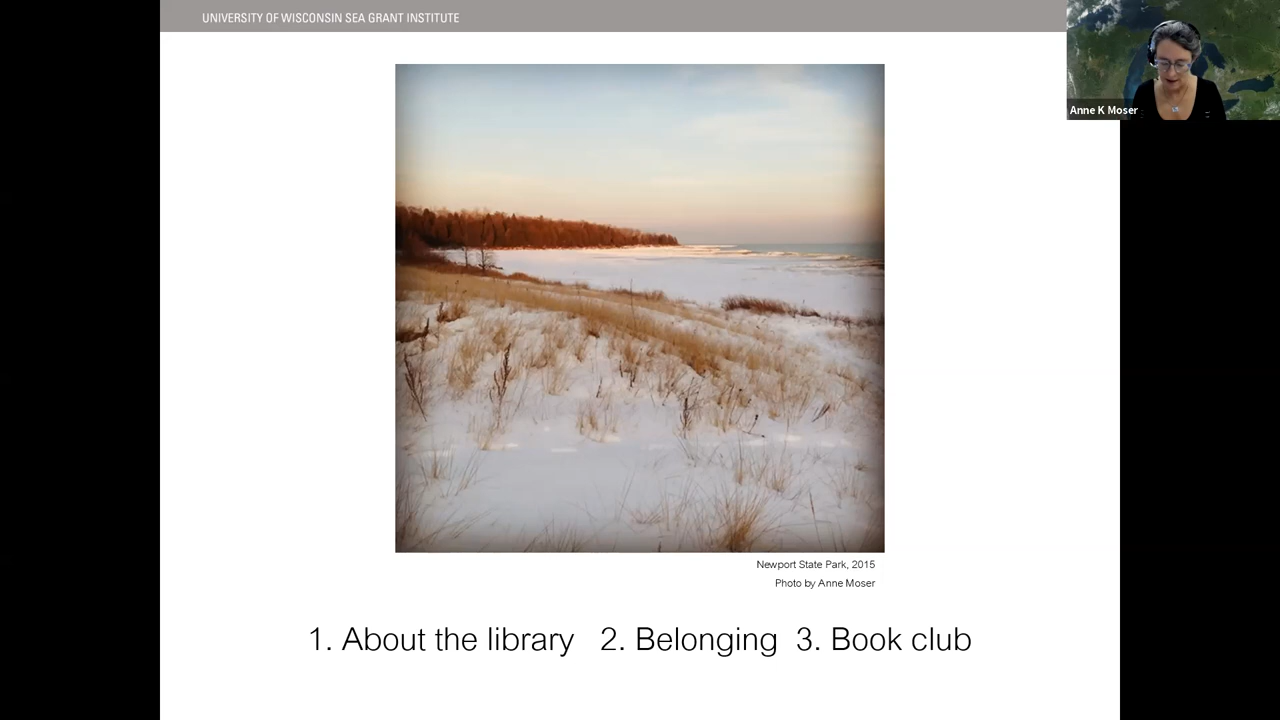 UNIVERSITY OF WISCONSIN SEA GRANT INSTITUTE
Anne K Moser
Newport State Park, 2015
Photo by Anne Moser
1. About the library 2. Belonging 3. Book club